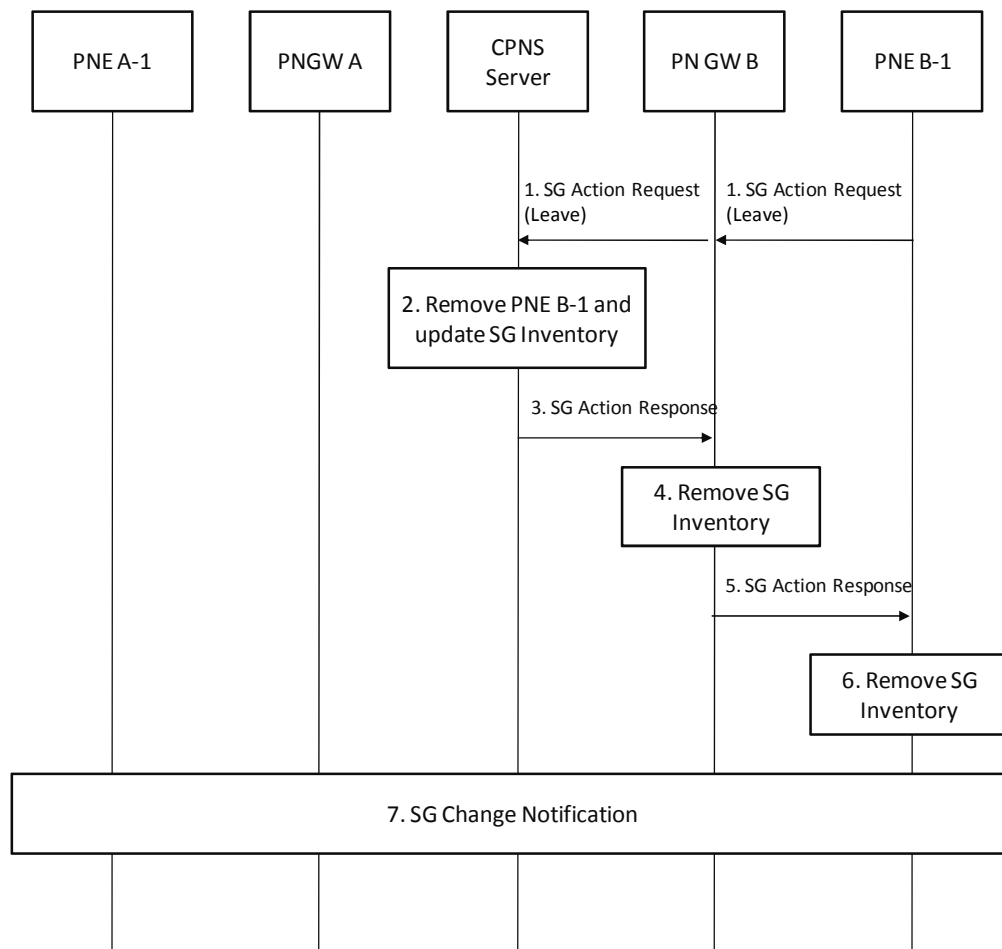 PNE A-1
PNGW A
CPNS
Server
PN GW B
PNE B-1
1. SG Action Request
(Leave)
1. SG Action Request
(Leave)
2. Remove PNE B-1 and
update SG Inventory
3. SG Action Response
4. Remove SG
Inventory
5. SG Action Response
6. Remove SG
Inventory
7. SG Change Notification